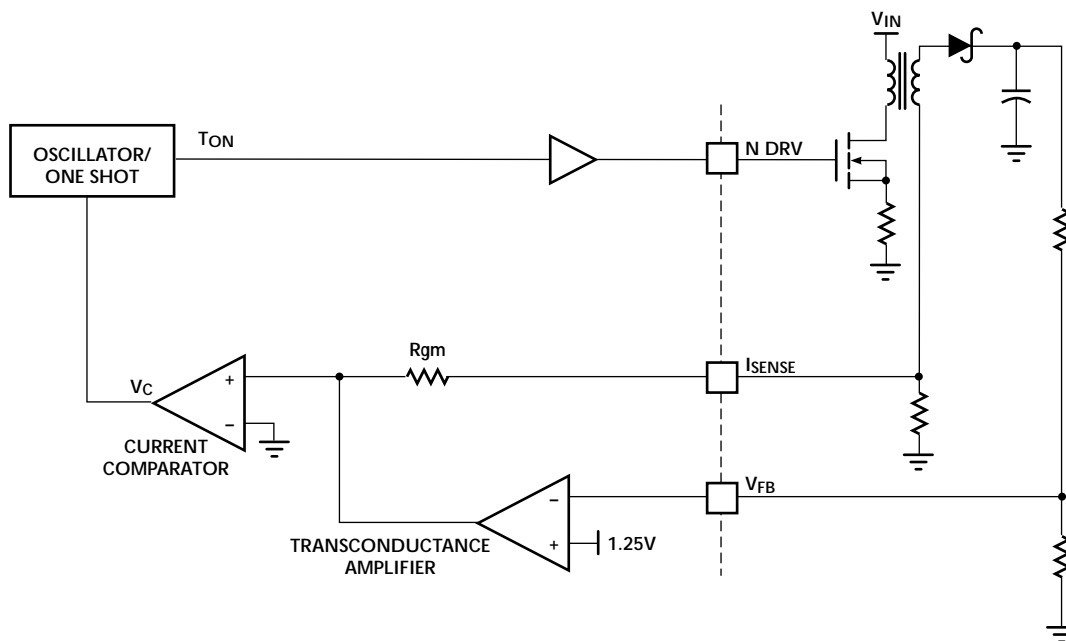 VIN
OSCILLATOR/
ONE SHOT
TON
N DRV
Rgm
ISENSE
VC
+
–
CURRENT
COMPARATOR
VFB
–
+
1.25V
TRANSCONDUCTANCE
AMPLIFIER